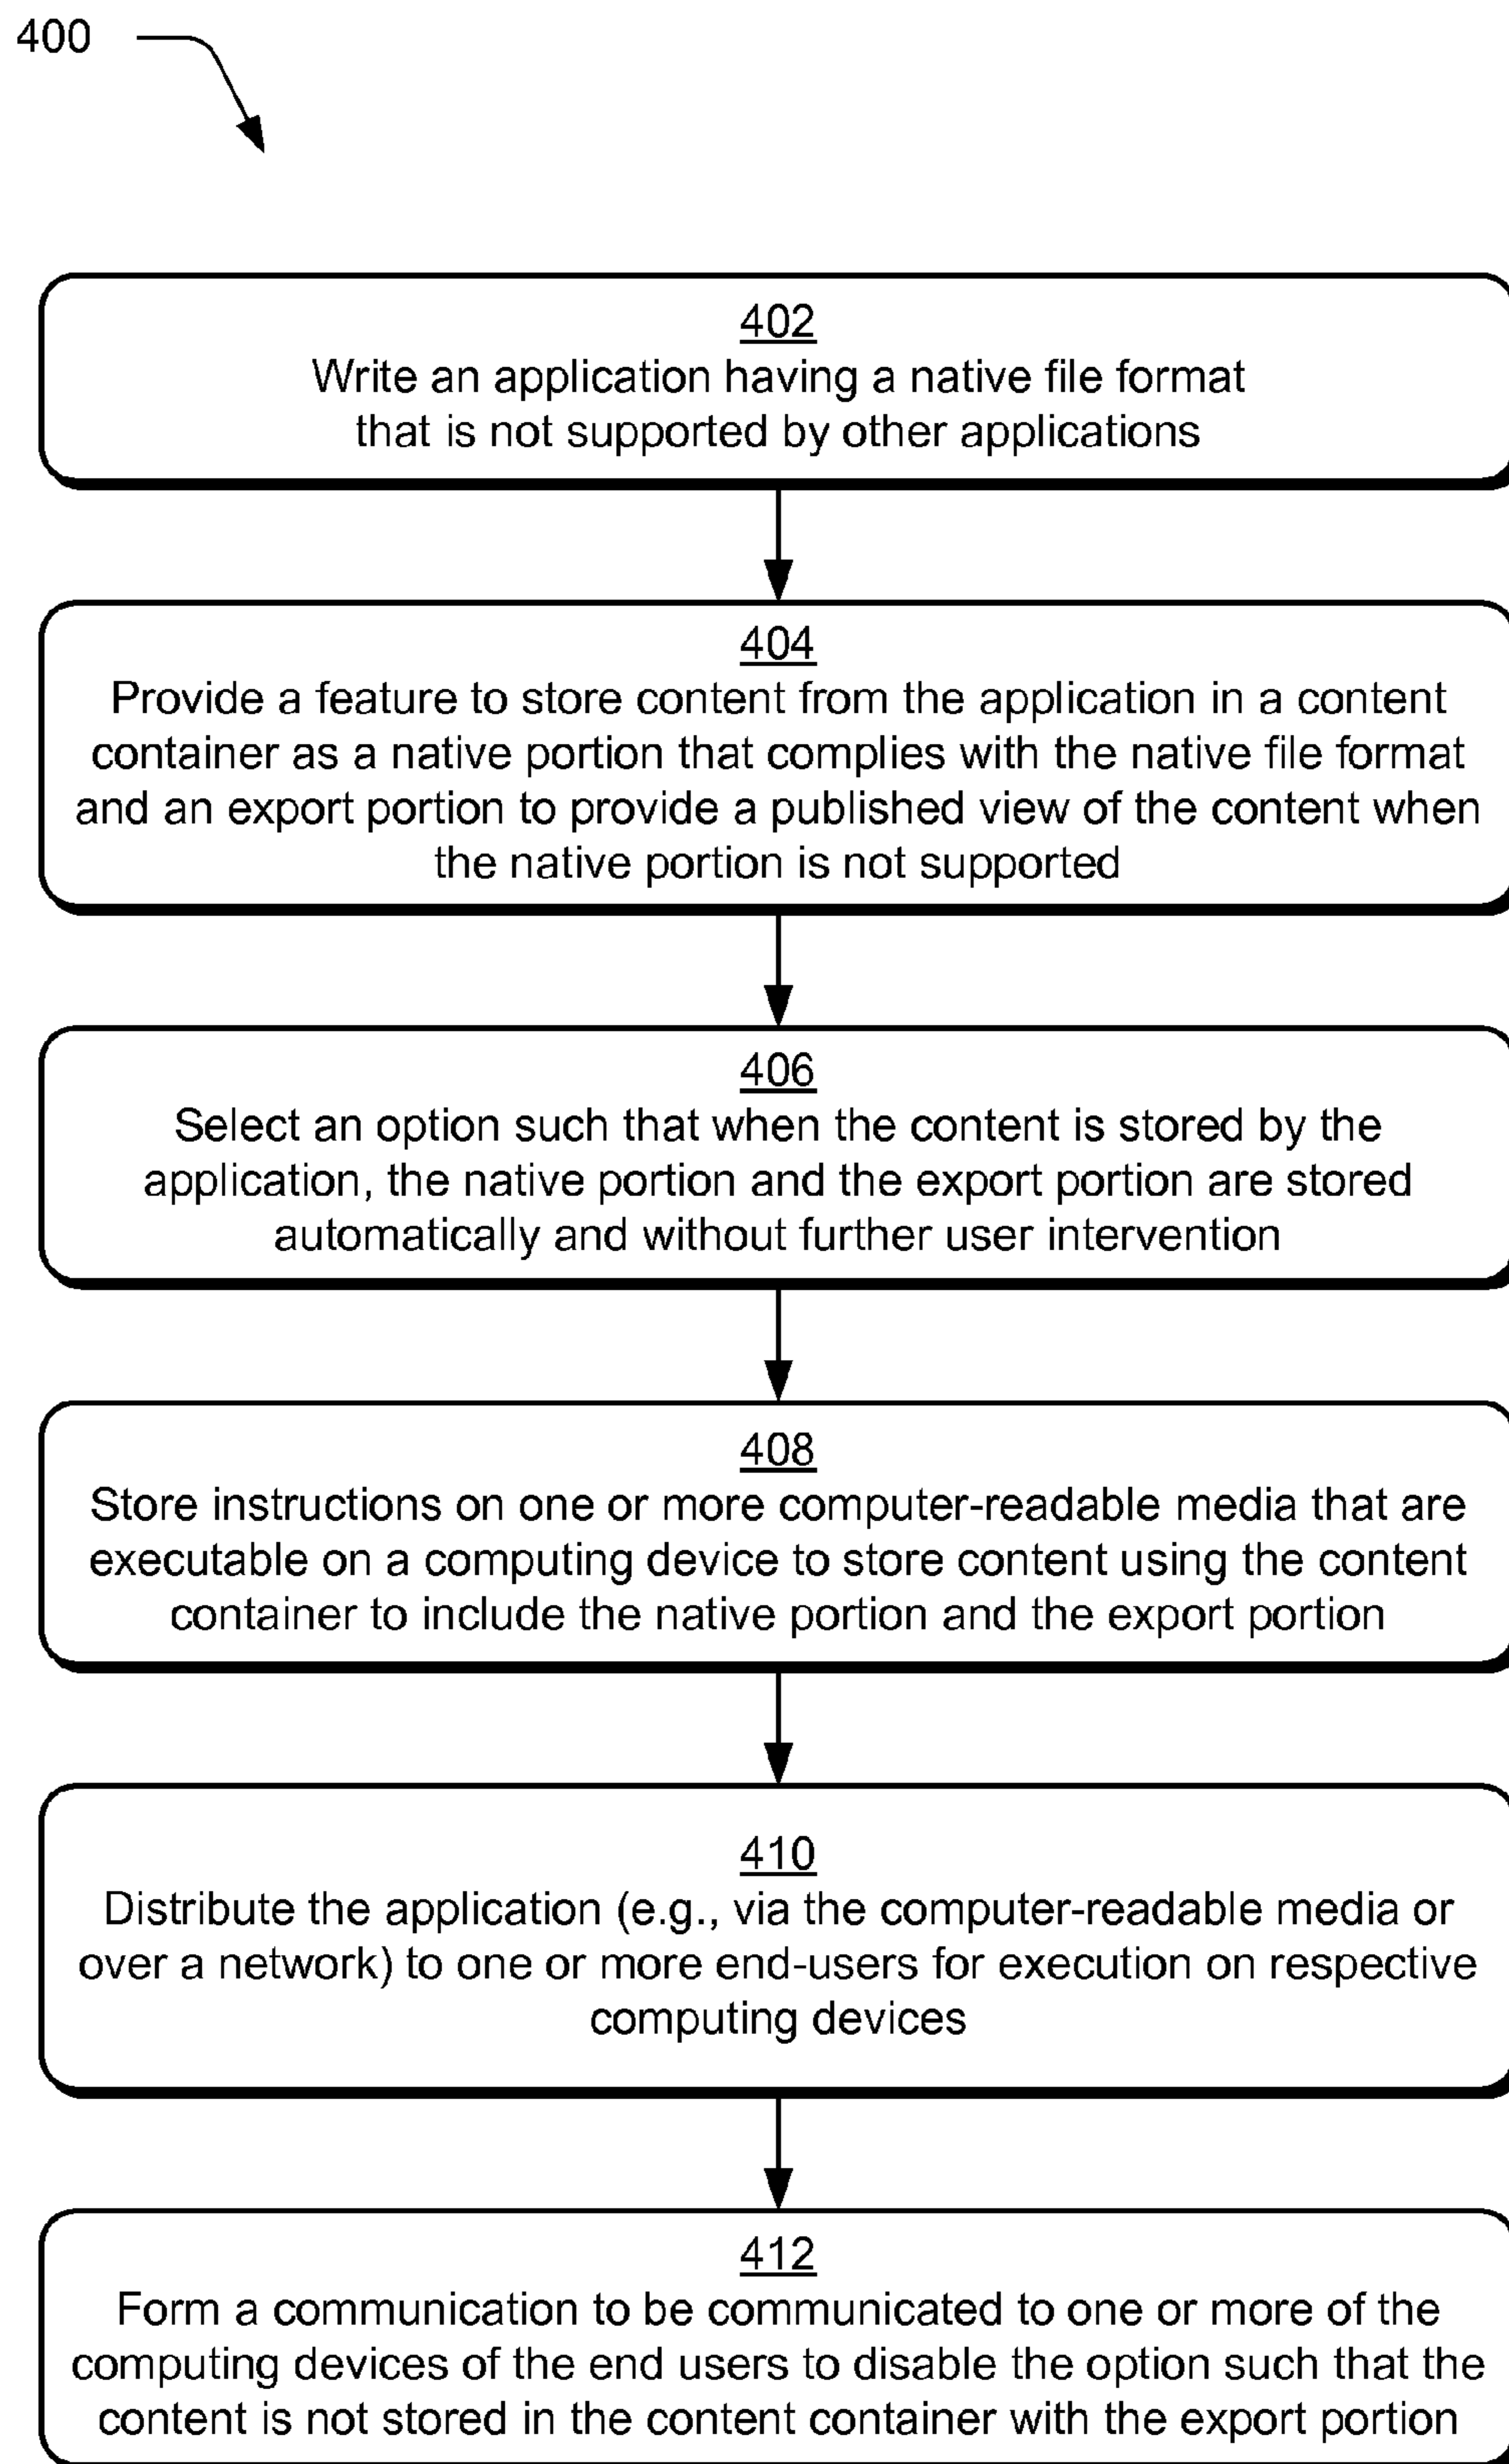 400
402
Write an application having a native file format
that is not supported by other applications
404
Provide a feature to store content from the application in a content
container as a native portion that complies with the native file format
and an export portion to provide a published view of the content when
the native portion is not supported
406
Select an option such that when the content is stored by the
application, the native portion and the export portion are stored
automatically and without further user intervention
408
Store instructions on one or more computer-readable media that are
executable on a computing device to store content using the content
container to include the native portion and the export portion
410
Distribute the application (e.g., via the computer-readable media or
over a network) to one or more end-users for execution on respective
computing devices
412
Form a communication to be communicated to one or more of the
computing devices of the end users to disable the option such that the
content is not stored in the content container with the export portion